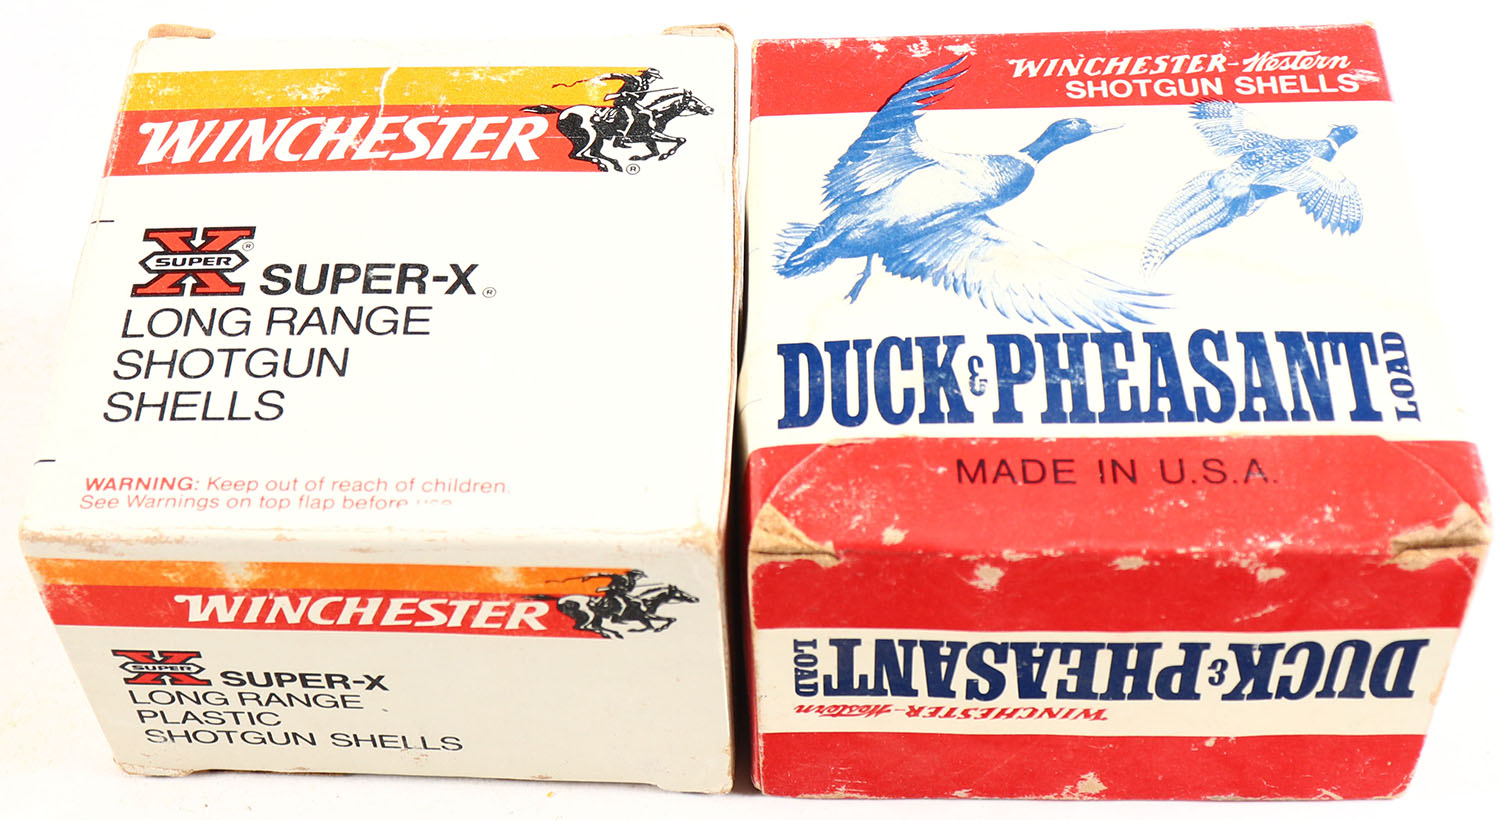 WINCHESTER
®
X SUPER ® SUPER-X®
LONG RANGE
SHOTGUN
SHELLS
WARNING: Keep out of reach of children.
See Warnings on top flap before use
WINCHESTER
X SUPER SUPER-X
LONG RANGE
PLASTIC
SHOTGUN SHELLS
WINCHESTER-Western
SHOTGUN SHELLS
DUCK & PHEASANT LOAD
MADE IN U.S.A.
DUCK & PHEASANT LOAD
WINCHESTER-Western